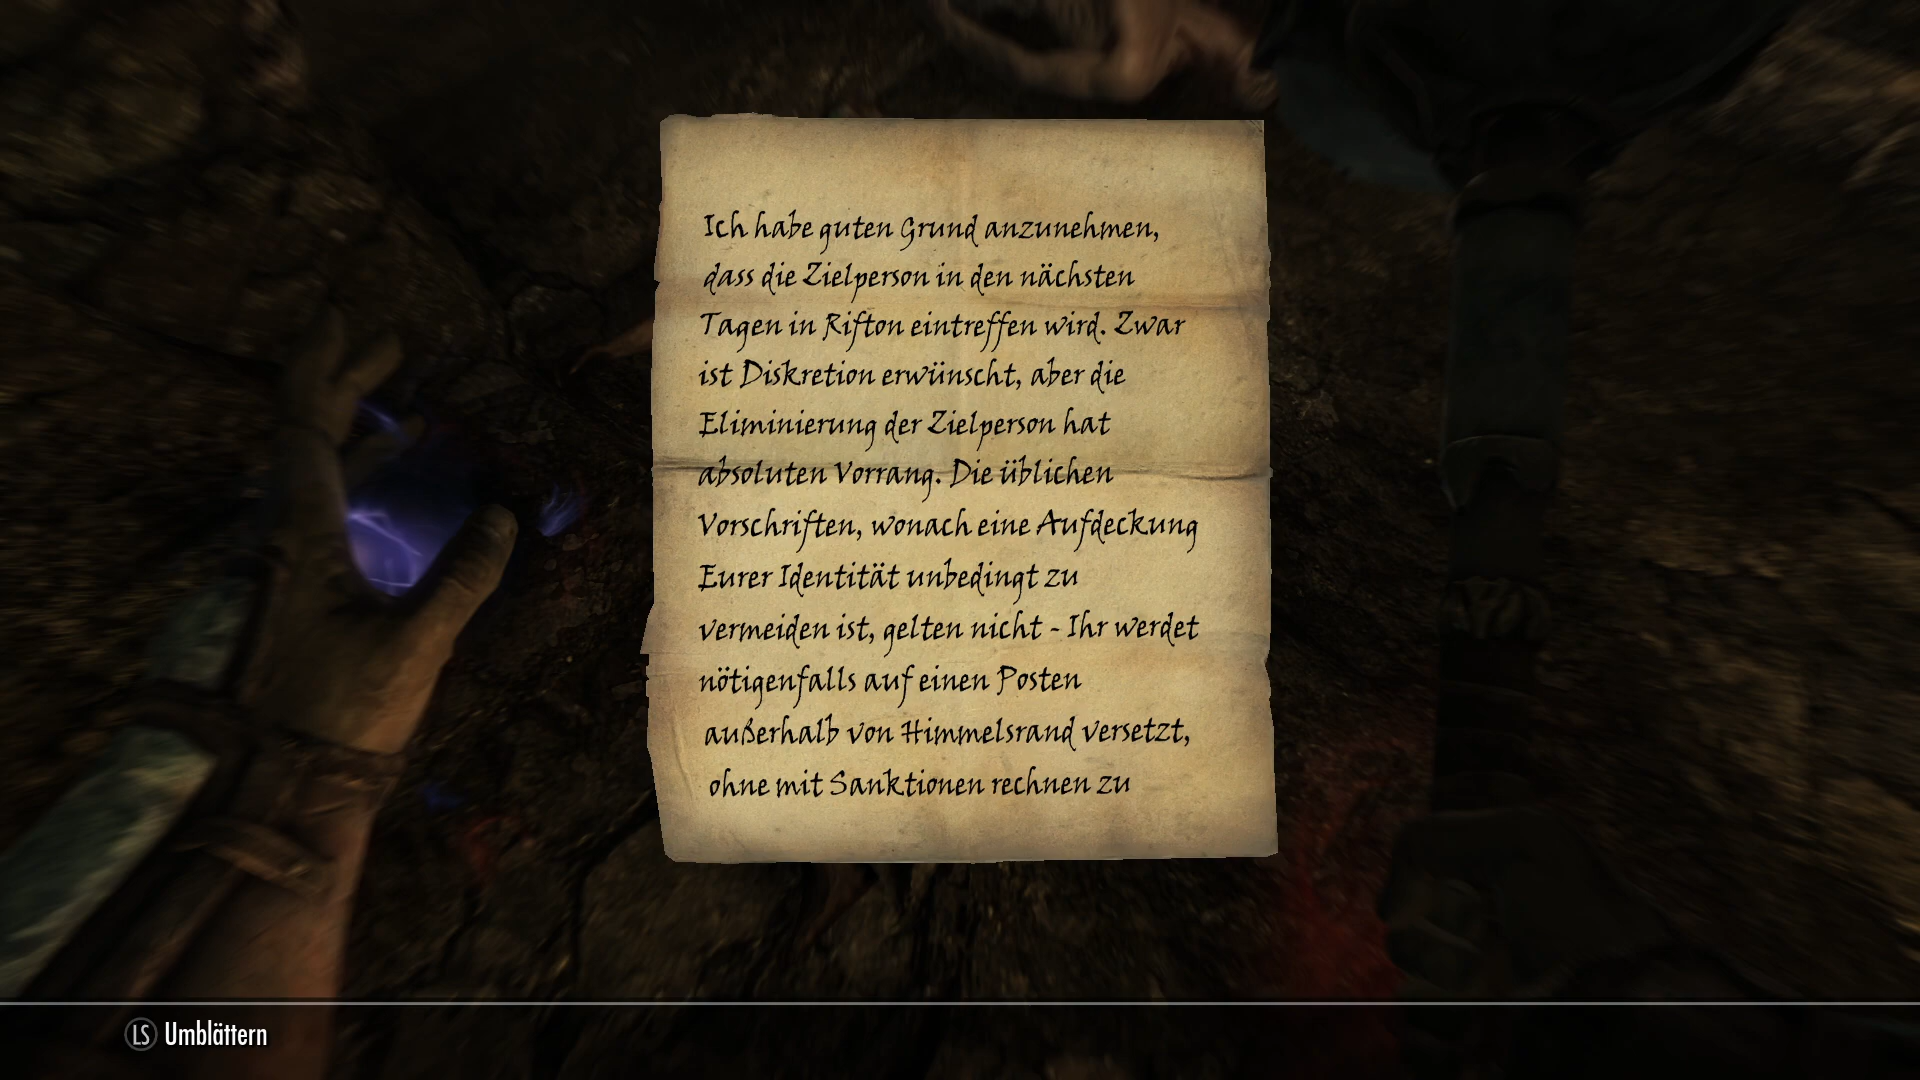 Ich habe guten Grund anzunehmen,
dass die Zielperson in den nächsten
Tagen in Rifton eintreffen wird. Zwar
ist Diskretion erwünscht, aber die
Eliminierung der Zielperson hat
absoluten Vorrang. Die üblichen
Vorschriften, wonach eine Aufdeckung
Eurer Identität unbedingt zu
vermeiden ist, gelten nicht - Ihr werdet
nötigenfalls auf einen Posten
außerhalb von Himmelsrand versetzt,
ohne mit Sanktionen rechnen zu
LS Umblättern